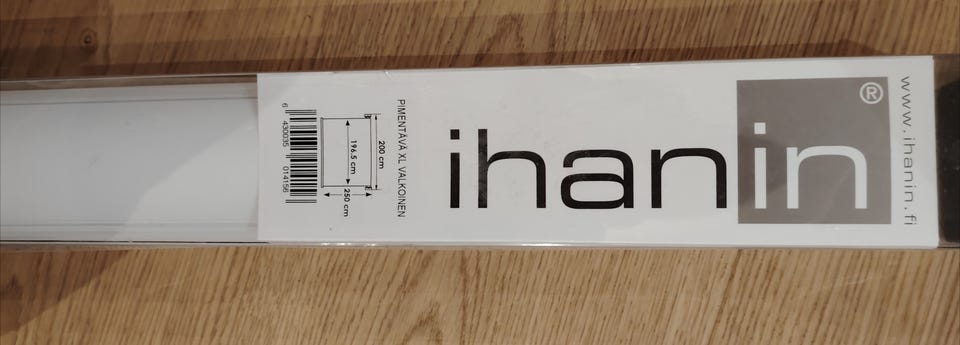 ihanin®
www.ihanin.fi
PIMENTÄVÄ XL VALKOINEN
200 cm
196.5 cm
250 cm
6 430035 014156